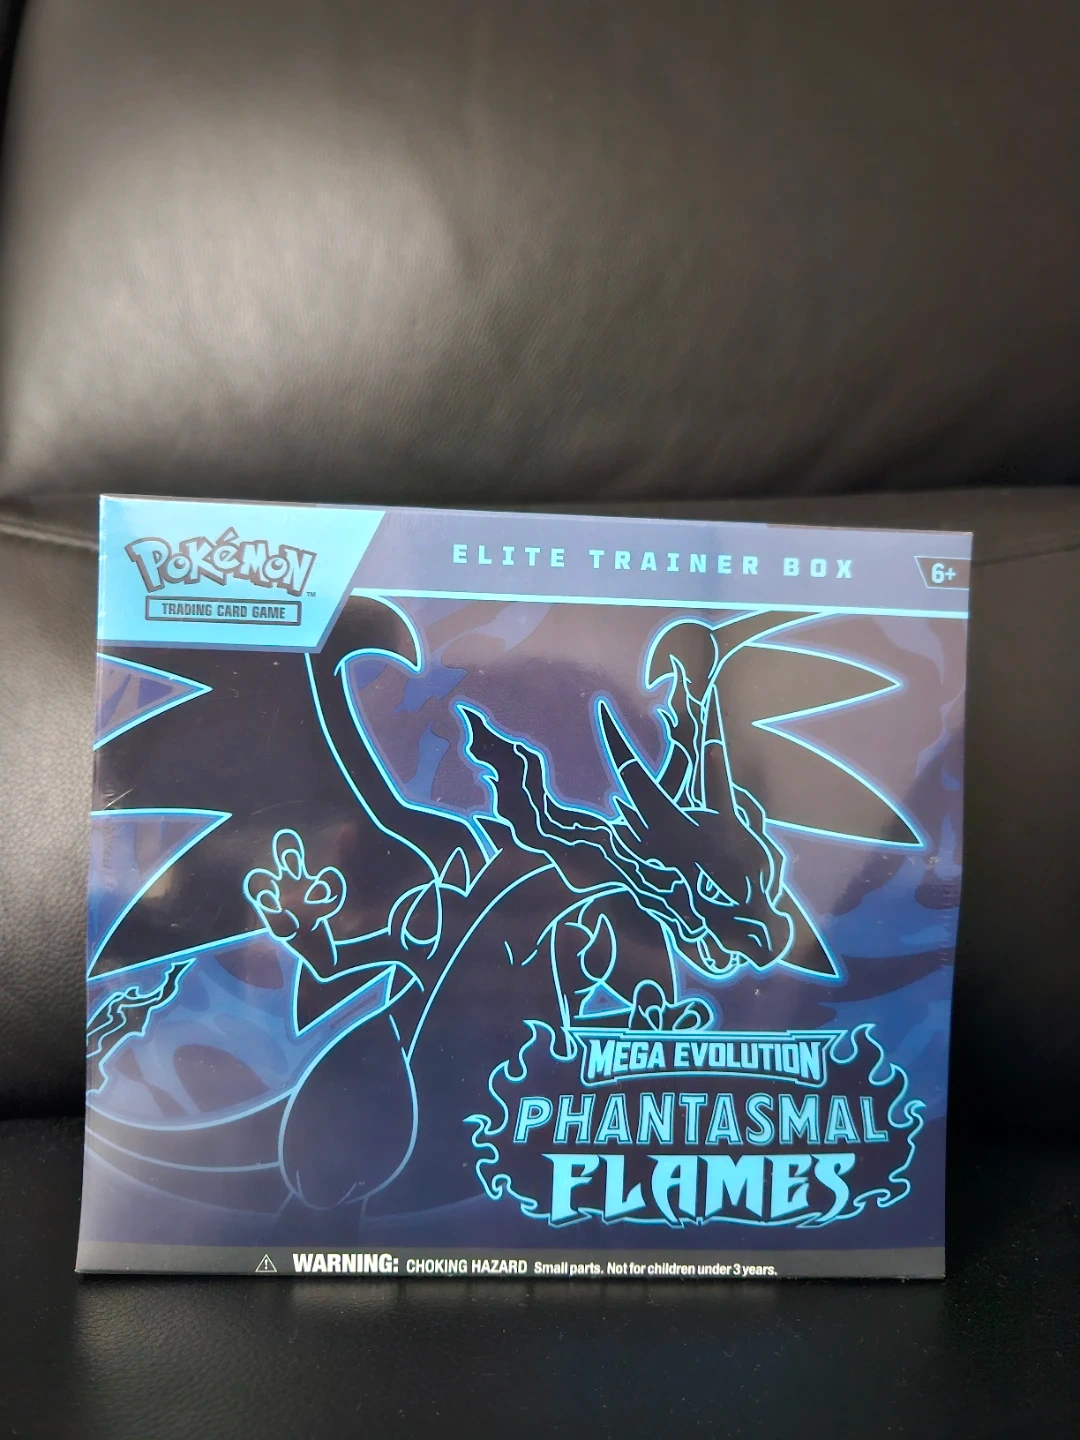 POKéMON™
TRADING CARD GAME
ELITE TRAINER BOX
6+
MEGA EVOLUTION
PHANTASMAL
FLAMES
WARNING: CHOKING HAZARD Small parts. Not for children under 3 years.